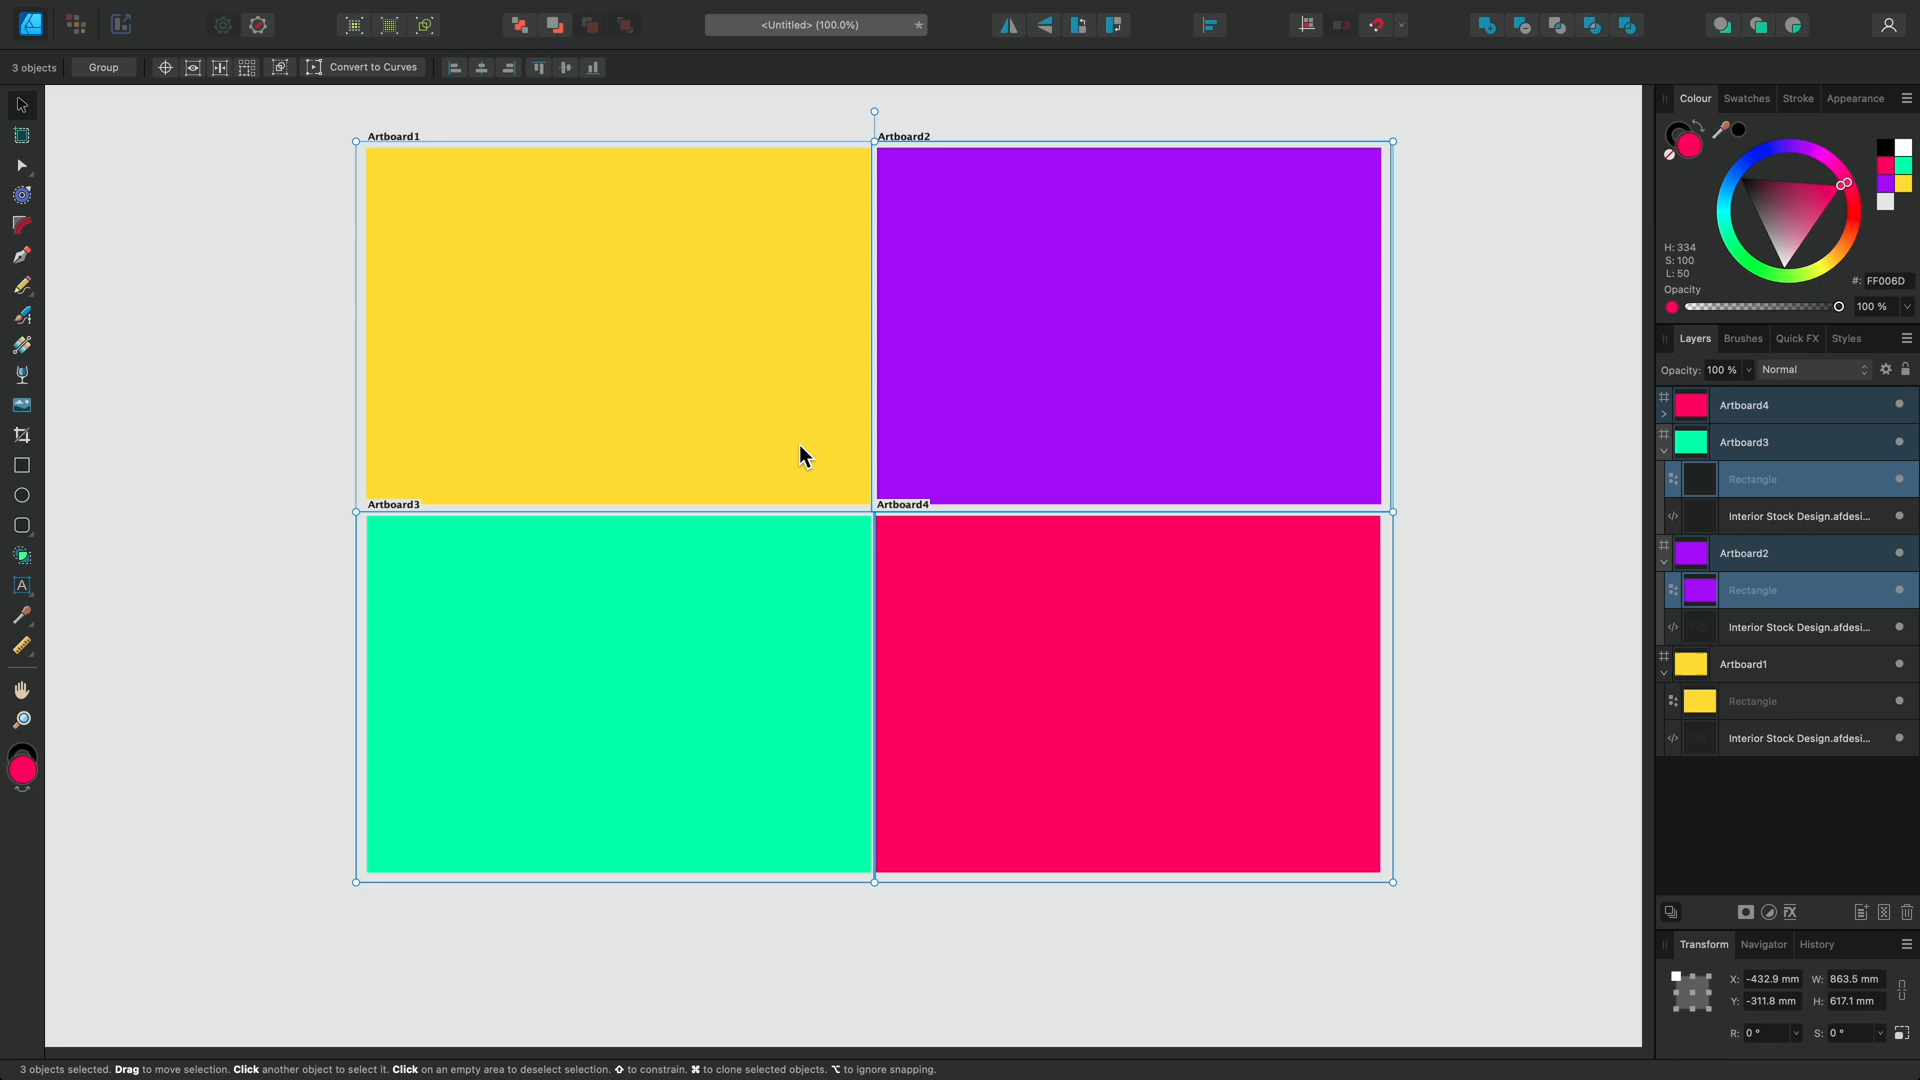 <Untitled> (100.0%)
*
3 objects
Group
Convert to Curves
Colour
Swatches
Stroke
Appearance
H: 334
S: 100
L: 50
#: FF006D
Opacity
100 %
Artboard1
Artboard2
Artboard3
Artboard4
Layers
Brushes
Quick FX
Styles
Opacity: 100 %
Normal
Artboard4
Artboard3
Rectangle
Interior Stock Design.afdesi...
Artboard2
Rectangle
Interior Stock Design.afdesi...
Artboard1
Rectangle
Interior Stock Design.afdesi...
Transform
Navigator
History
X: -432.9 mm W: 863.5 mm
Y: -311.8 mm H: 617.1 mm
R: 0 ° S: 0 °
3 objects selected. Drag to move selection. Click another object to select it. Click on an empty area to deselect selection. ⇧ to constrain. ⌘ to clone selected objects. ⌥ to ignore snapping.